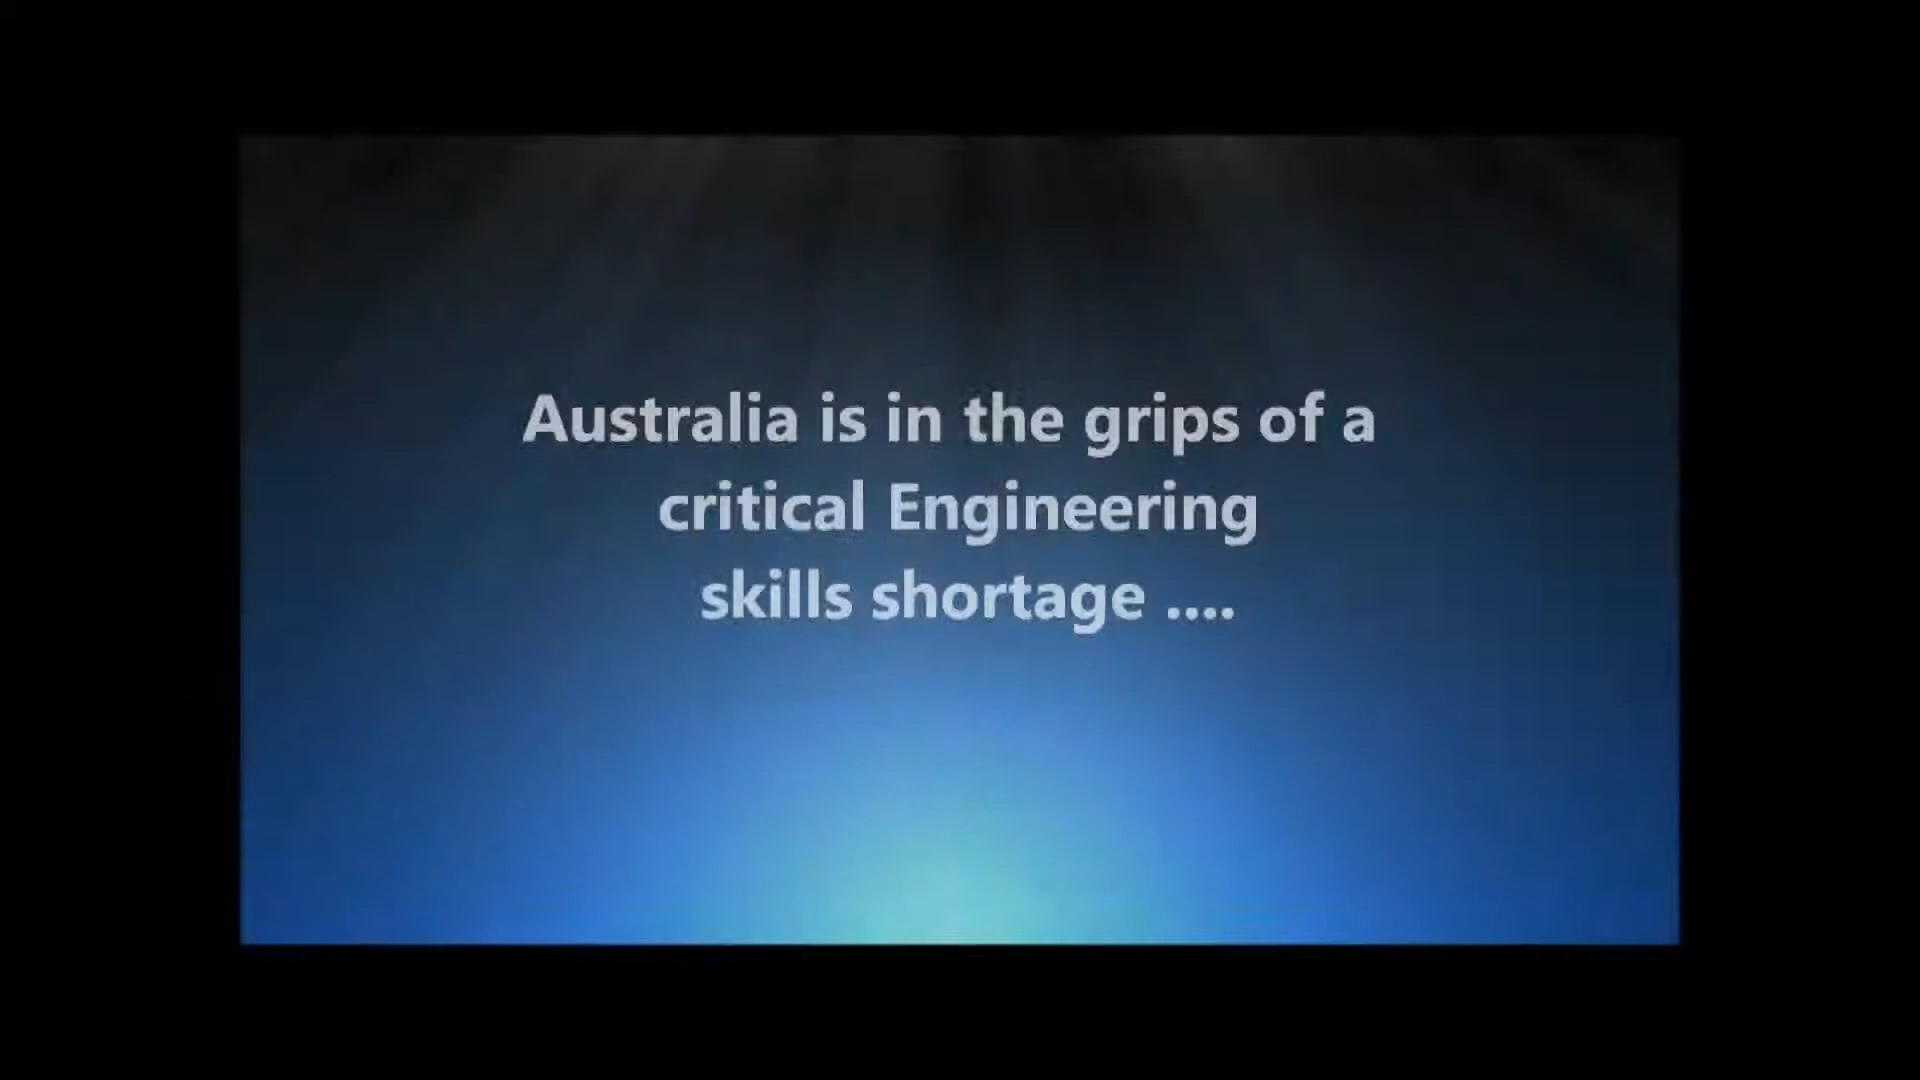 Australia is in the grips of a
critical Engineering
skills shortage ....